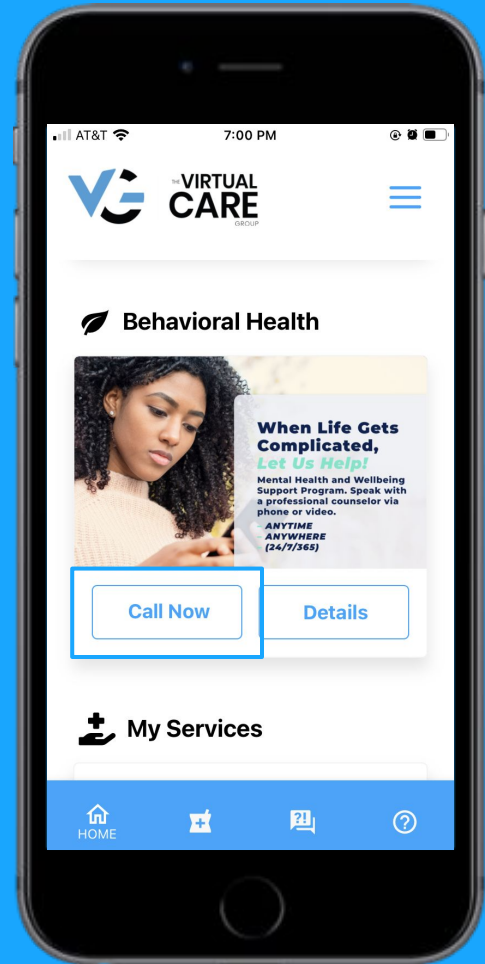 AT&T
7:00 PM
THE VIRTUAL
CARE
GROUP
Behavioral Health
When Life Gets
Complicated,
Let Us Help!
Mental Health and Wellbeing
Support Program. Speak with
a professional counselor via
phone or video.
- ANYTIME
- ANYWHERE
(24/7/365)
Call Now
Details
My Services
HOME